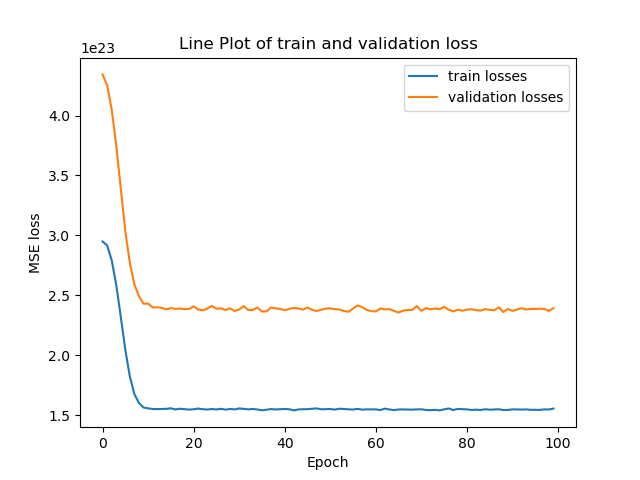 Line Plot of train and validation loss
1e23
train losses
validation losses
4.0
3.5
3.0
2.5
2.0
1.5
MSE loss
0 20 40 60 80 100
Epoch